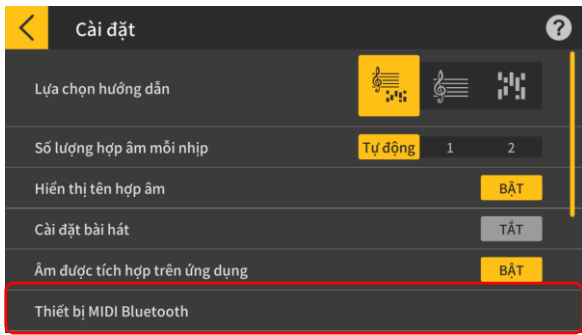 Cài đặt
?
Lựa chọn hướng dẫn
Số lượng hợp âm mỗi nhịp Tự động 1 2
Hiển thị tên hợp âm BẬT
Cài đặt bài hát TẮT
Âm được tích hợp trên ứng dụng BẬT
Thiết bị MIDI Bluetooth